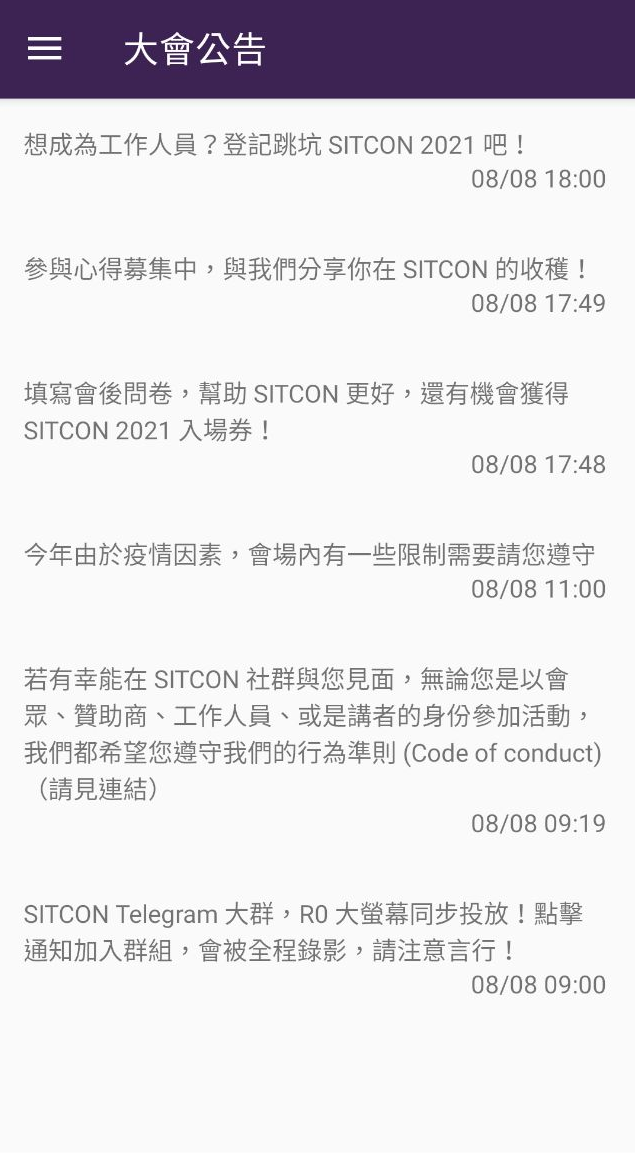 大會公告
想成為工作人員？登記跳坑 SITCON 2021 吧！
08/08 18:00
參與心得募集中，與我們分享你在 SITCON 的收穫！
08/08 17:49
填寫會後問卷，幫助 SITCON 更好，還有機會獲得
SITCON 2021 入場券！
08/08 17:48
今年由於疫情因素，會場內有一些限制需要請您遵守
08/08 11:00
若有幸能在 SITCON 社群與您見面，無論您是以會
眾、贊助商、工作人員、或是講者的身份參加活動，
我們都希望您遵守我們的行為準則 (Code of conduct)
（請見連結）
08/08 09:19
SITCON Telegram 大群，R0 大螢幕同步投放！點擊
通知加入群組，會被全程錄影，請注意言行！
08/08 09:00